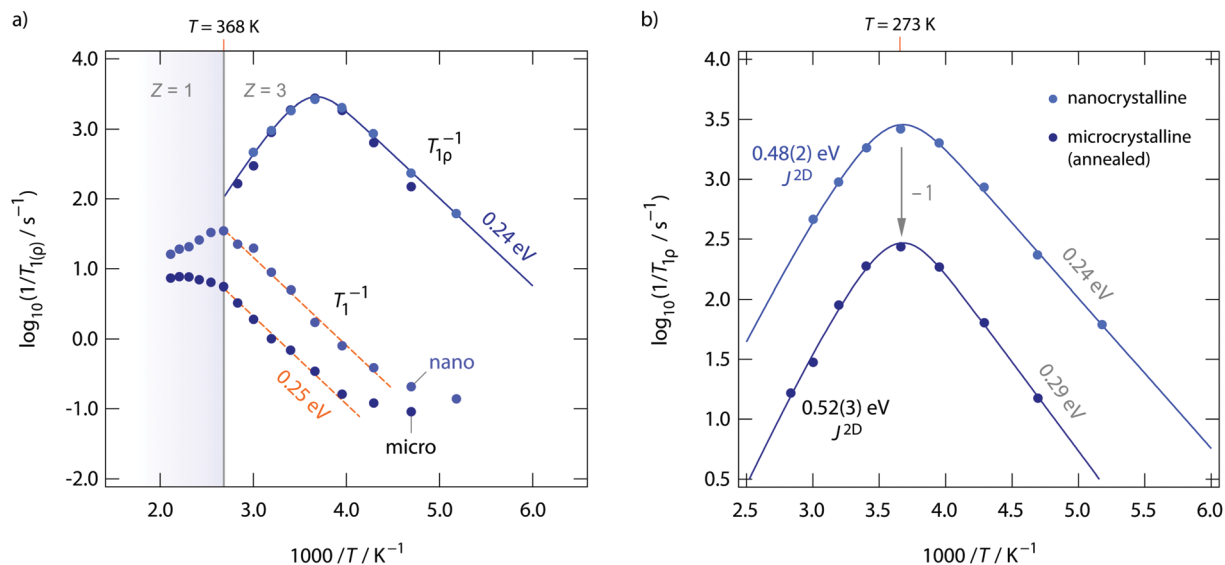 a)
T = 368 K
4.0
3.0
2.0
1.0
0.0
-1.0
-2.0
log10(1/T1(ρ) / s⁻¹)
Z = 1
Z = 3
T1ρ⁻¹
0.24 eV
T1⁻¹
0.25 eV
nano
micro
2.0 3.0 4.0 5.0 6.0
1000 / T / K⁻¹
b)
T = 273 K
4.0
3.5
3.0
2.5
2.0
1.5
1.0
0.5
log10(1/T1ρ / s⁻¹)
nanocrystalline
microcrystalline
(annealed)
0.48(2) eV
J²ᴰ
−1
0.24 eV
0.29 eV
0.52(3) eV
J²ᴰ
2.5 3.0 3.5 4.0 4.5 5.0 5.5 6.0
1000 / T / K⁻¹